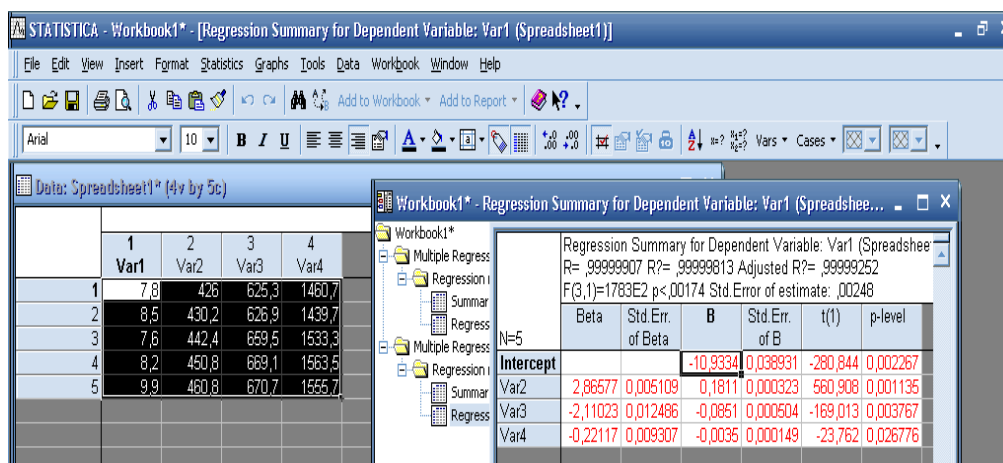 STATISTICA - Workbook1* - [Regression Summary for Dependent Variable: Var1 (Spreadsheet1)]
File Edit View Insert Format Statistics Graphs Tools Data Workbook Window Help
Add to Workbook Add to Report
Arial 10 B I U Vars Cases
Data: Spreadsheet1* (4v by 5c)
1 2 3 4
Var1 Var2 Var3 Var4
1 7,8 426 625,3 1460,7
2 8,5 430,2 626,9 1439,7
3 7,6 442,4 659,5 1533,3
4 8,2 450,8 669,1 1563,5
5 9,9 460,8 670,7 1555,7
Workbook1* - Regression Summary for Dependent Variable: Var1 (Spreadshee...
Workbook1*
Multiple Regress
Regression
Summar
Regress
Multiple Regress
Regression
Summar
Regress
Regression Summary for Dependent Variable: Var1 (Spreadshee
R= ,99999907 R?= ,99999813 Adjusted R?= ,99999252
F(3,1)=1783E2 p<,00174 Std.Error of estimate: ,00248
N=5 Beta Std.Err. of Beta B Std.Err. of B t(1) p-level
Intercept -10,9334 0,038931 -280,844 0,002267
Var2 2,86577 0,005109 0,1811 0,000323 560,908 0,001135
Var3 -2,11023 0,012486 -0,0851 0,000504 -169,013 0,003767
Var4 -0,22117 0,009307 -0,0035 0,000149 -23,762 0,026776